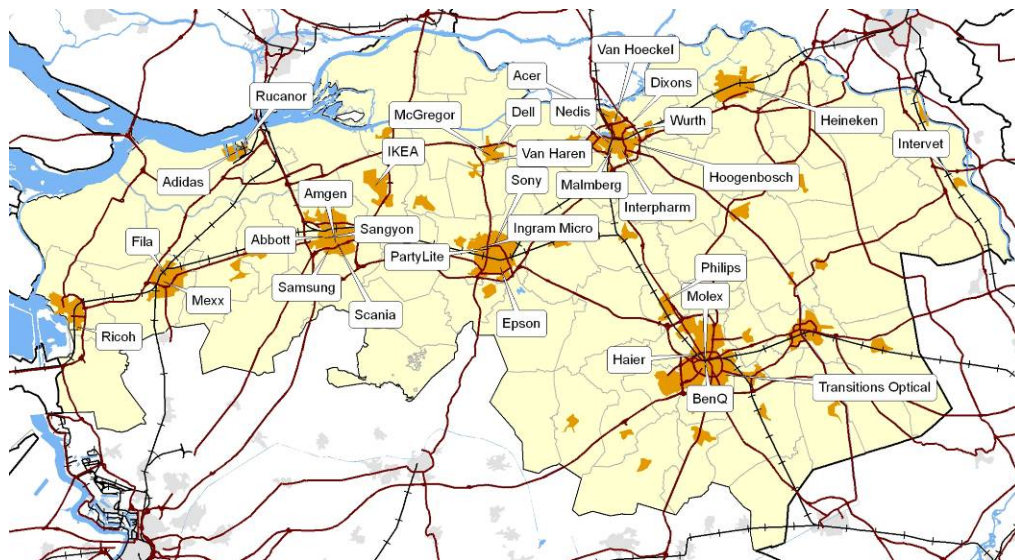 Van Hoeckel
Acer
Dixons
Rucanor
McGregor
Dell
Nedis
Wurth
Heineken
IKEA
Van Haren
Intervet
Adidas
Sony
Malmberg
Hoogenbosch
Amgen
Interpharm
Fila
Abbott
Sangyon
Ingram Micro
PartyLite
Philips
Samsung
Mexx
Molex
Scania
Epson
Ricoh
Haier
Transitions Optical
BenQ